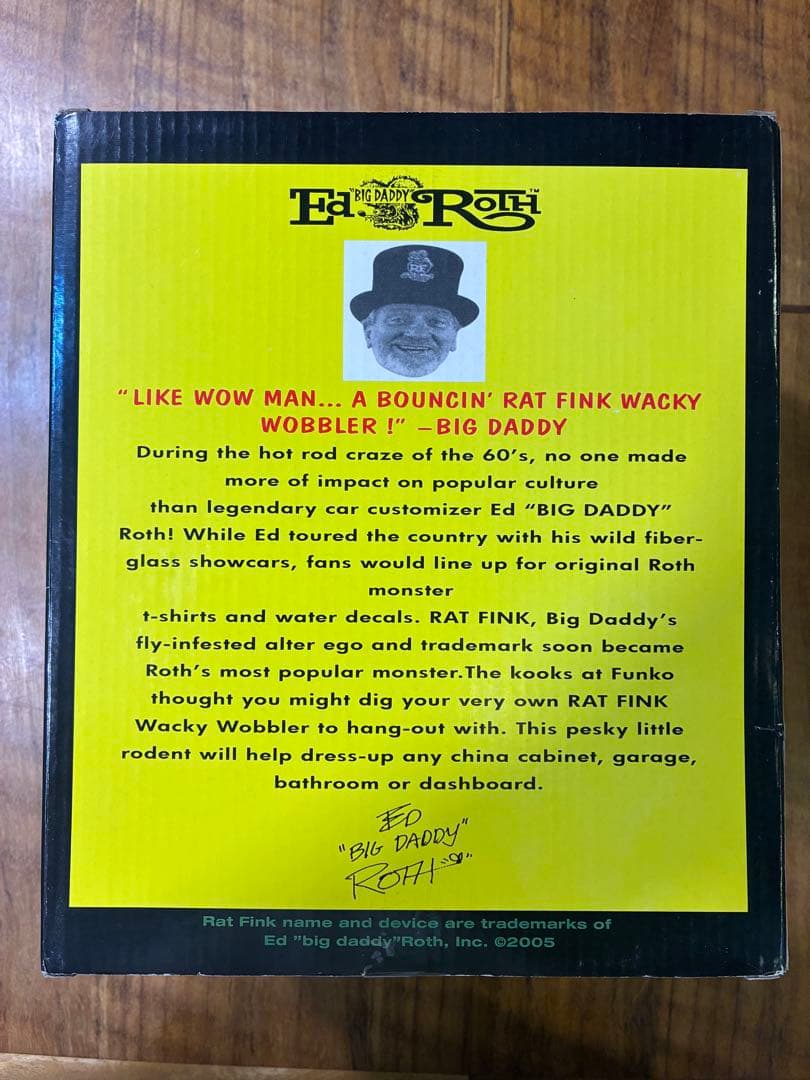 Ed "BIG DADDY" ROTH™
RF
"LIKE WOW MAN... A BOUNCIN' RAT FINK WACKY
WOBBLER !" –BIG DADDY
During the hot rod craze of the 60's, no one made
more of impact on popular culture
than legendary car customizer Ed "BIG DADDY"
Roth! While Ed toured the country with his wild fiber-
glass showcars, fans would line up for original Roth
monster
t-shirts and water decals. RAT FINK, Big Daddy's
fly-infested alter ego and trademark soon became
Roth's most popular monster.The kooks at Funko
thought you might dig your very own RAT FINK
Wacky Wobbler to hang-out with. This pesky little
rodent will help dress-up any china cabinet, garage,
bathroom or dashboard.
ED
"BIG DADDY"
ROTH
Rat Fink name and device are trademarks of
Ed "big daddy"Roth, Inc. ©2005